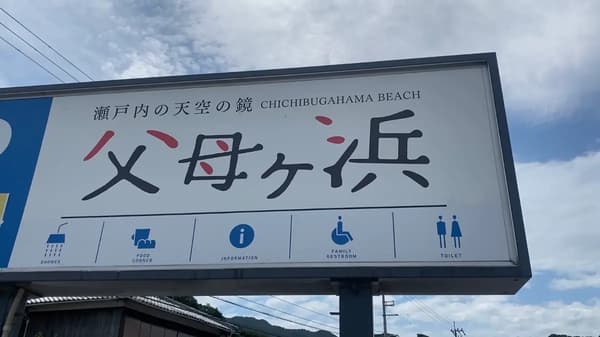 瀬戸内の天空の鏡 CHICHIBUGAHAMA BEACH
父母ヶ浜
SHOWER
FOOD CORNER
INFORMATION
FAMILY RESTROOM
TOILET